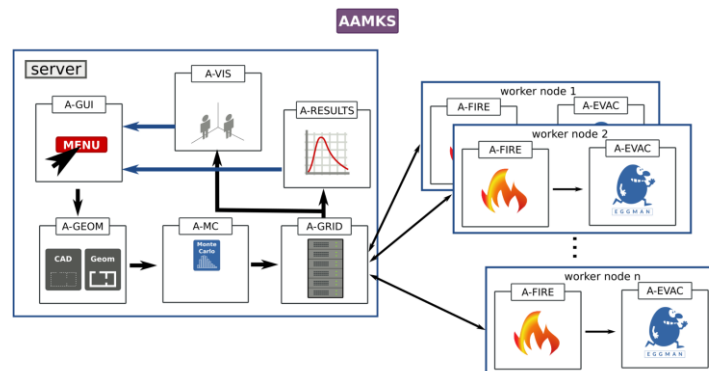 AAMKS
server
A-VIS
A-GUI
MENU
A-RESULTS
A-GEOM
CAD
Geom
A-MC
Monte
Carlo
A-GRID
worker node 1
A-FIRE
A-EVAC
worker node 2
A-FIRE
A-EVAC
EGGMAN
worker node n
A-FIRE
A-EVAC
EGGMAN